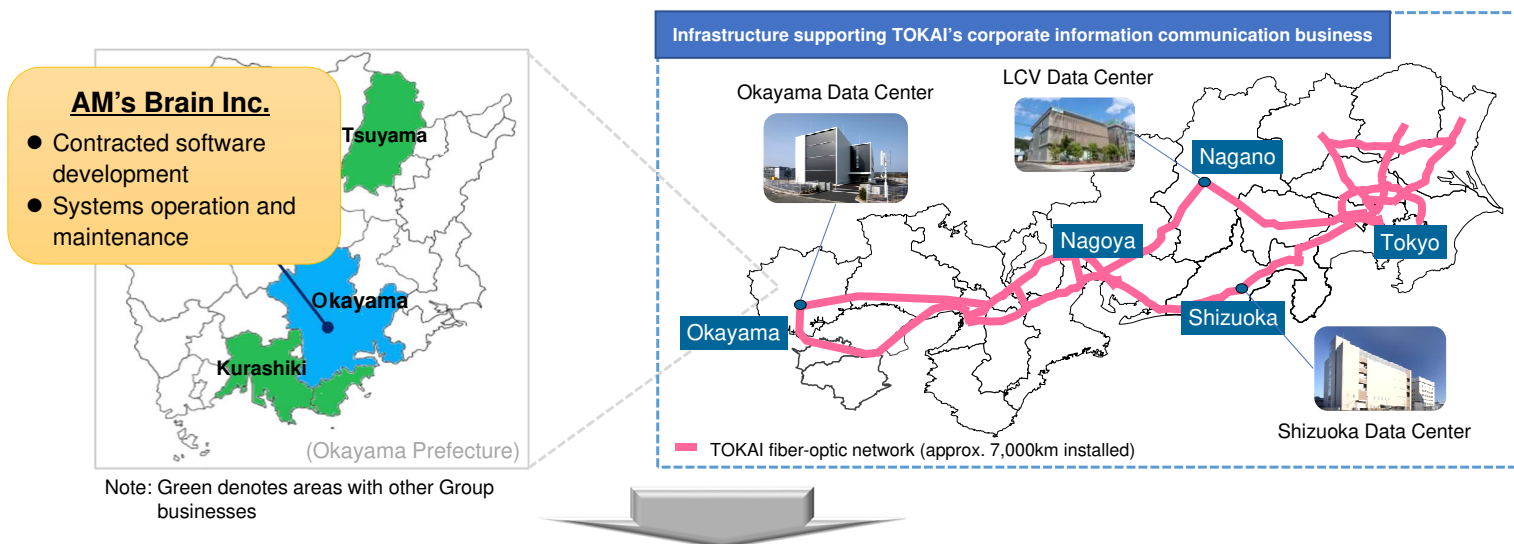 Infrastructure supporting TOKAI's corporate information communication business
AM's Brain Inc.
● Contracted software
development
● Systems operation and
maintenance
Tsuyama
Okayama
Kurashiki
(Okayama Prefecture)
Note: Green denotes areas with other Group
businesses
Okayama Data Center
LCV Data Center
Nagano
Nagoya
Tokyo
Okayama
Shizuoka
Shizuoka Data Center
TOKAI fiber-optic network (approx. 7,000km installed)